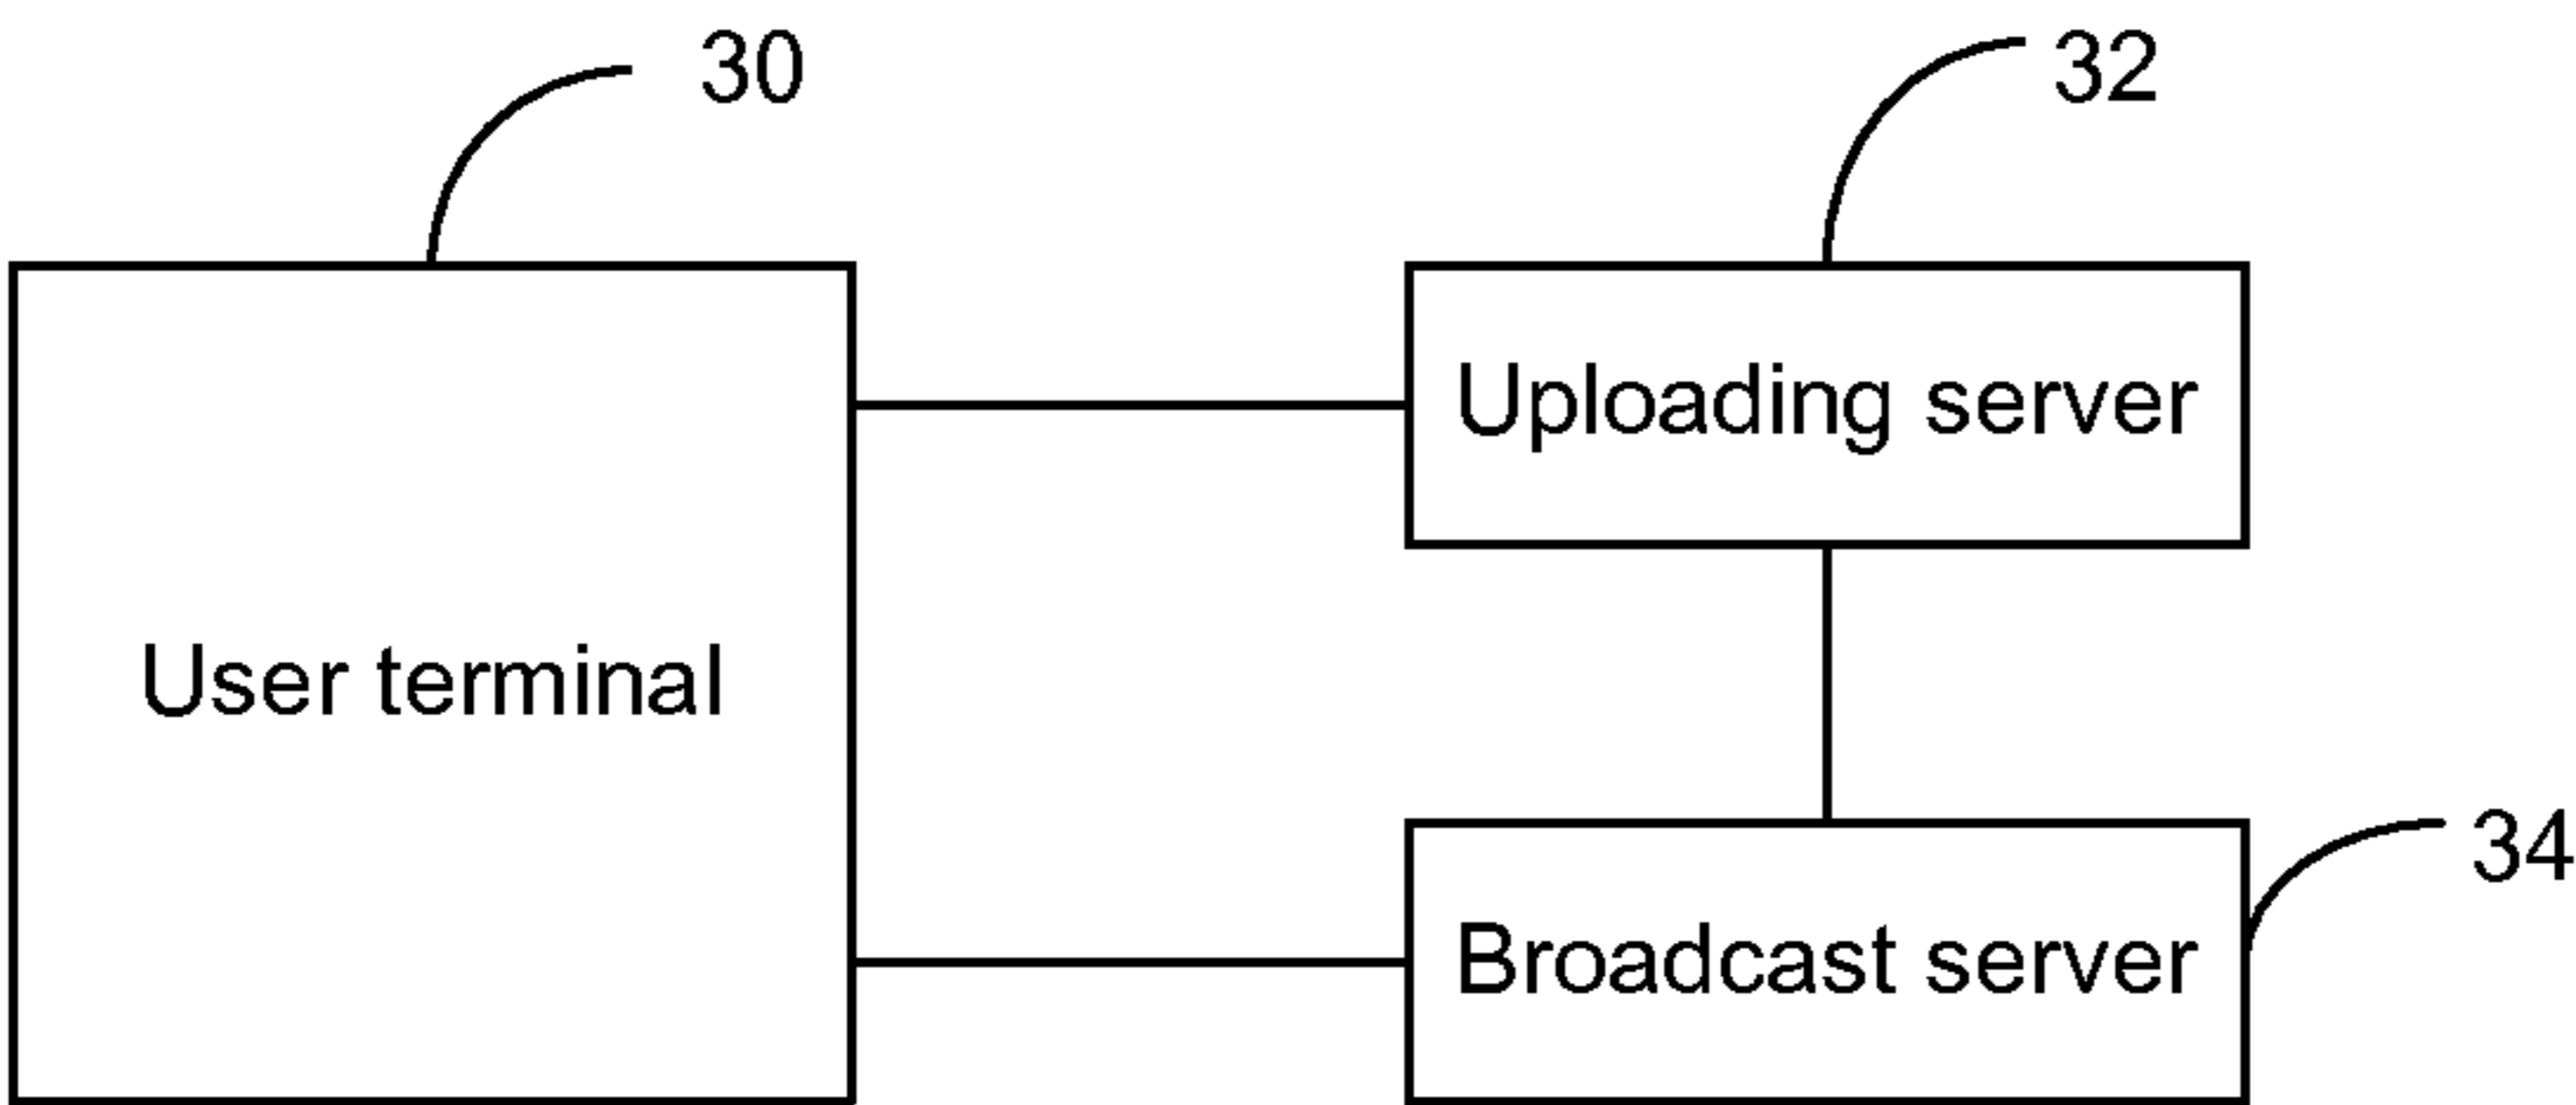 30
32
Uploading server
User terminal
34
Broadcast server